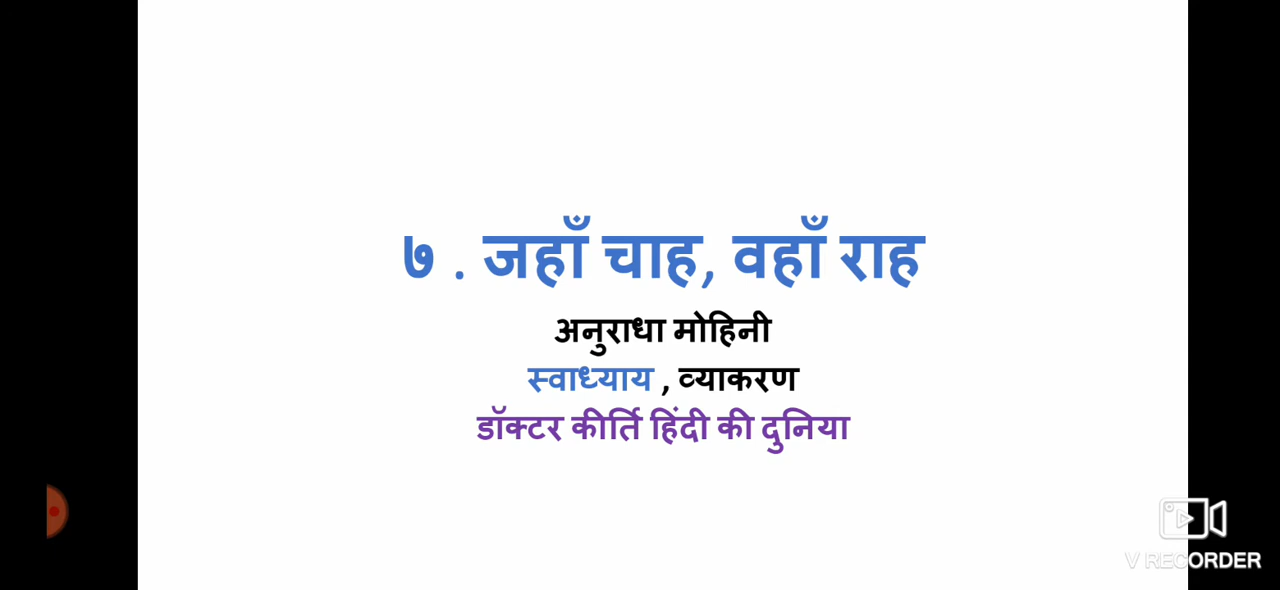 ७ . जहाँ चाह, वहाँ राह
अनुराधा मोहिनी
स्वाध्याय , व्याकरण
डॉक्टर कीर्ति हिंदी की दुनिया
V RECORDER